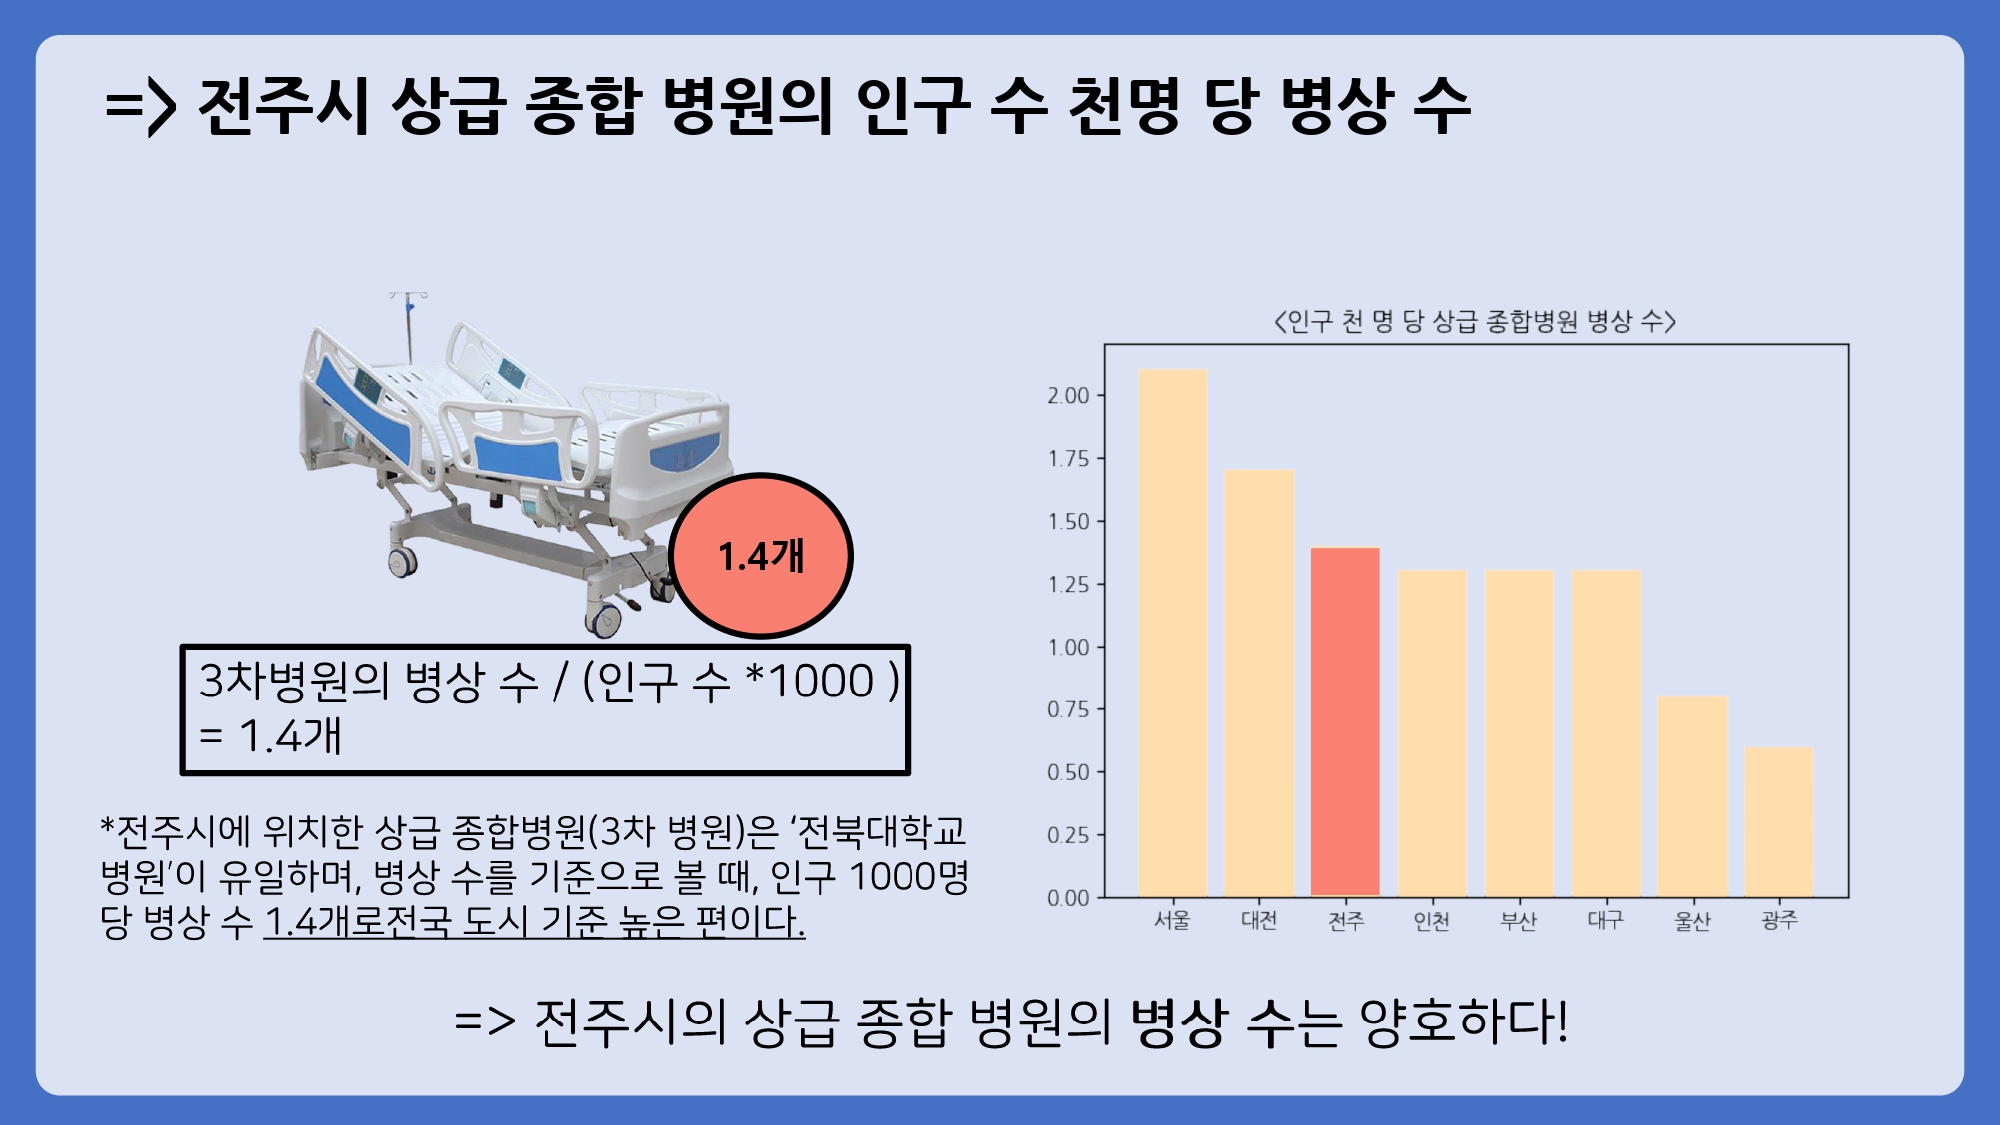 => 전주시 상급 종합 병원의 인구 수 천명 당 병상 수
1.4개
3차병원의 병상 수 / (인구 수 *1000 )
= 1.4개
*전주시에 위치한 상급 종합병원(3차 병원)은 ‘전북대학교
병원’이 유일하며, 병상 수를 기준으로 볼 때, 인구 1000명
당 병상 수 1.4개로전국 도시 기준 높은 편이다.
<인구 천 명 당 상급 종합병원 병상 수>
2.00
1.75
1.50
1.25
1.00
0.75
0.50
0.25
0.00
서울 대전 전주 인천 부산 대구 울산 광주
=> 전주시의 상급 종합 병원의 병상 수는 양호하다!